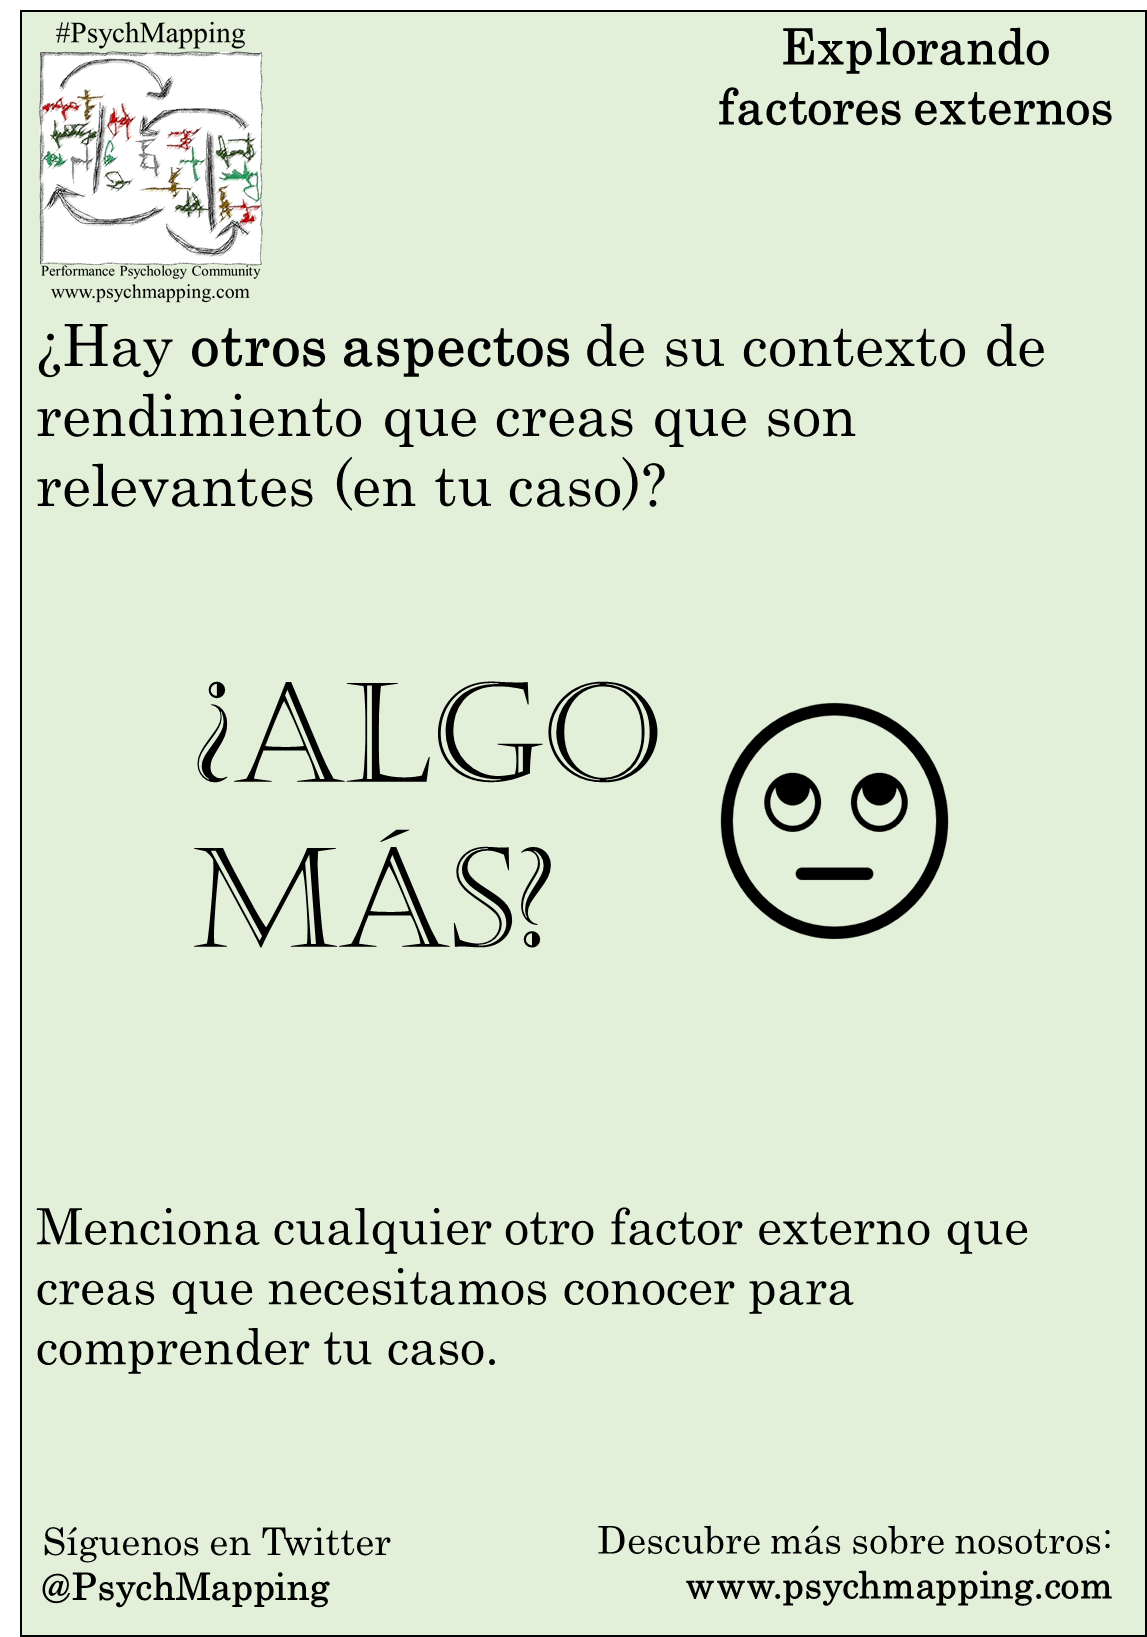 #PsychMapping
Performance Psychology Community
www.psychmapping.com
Explorando
factores externos
¿Hay otros aspectos de su contexto de
rendimiento que creas que son
relevantes (en tu caso)?
¿ALGO
MÁS?
Menciona cualquier otro factor externo que
creas que necesitamos conocer para
comprender tu caso.
Síguenos en Twitter
@PsychMapping
Descubre más sobre nosotros:
www.psychmapping.com